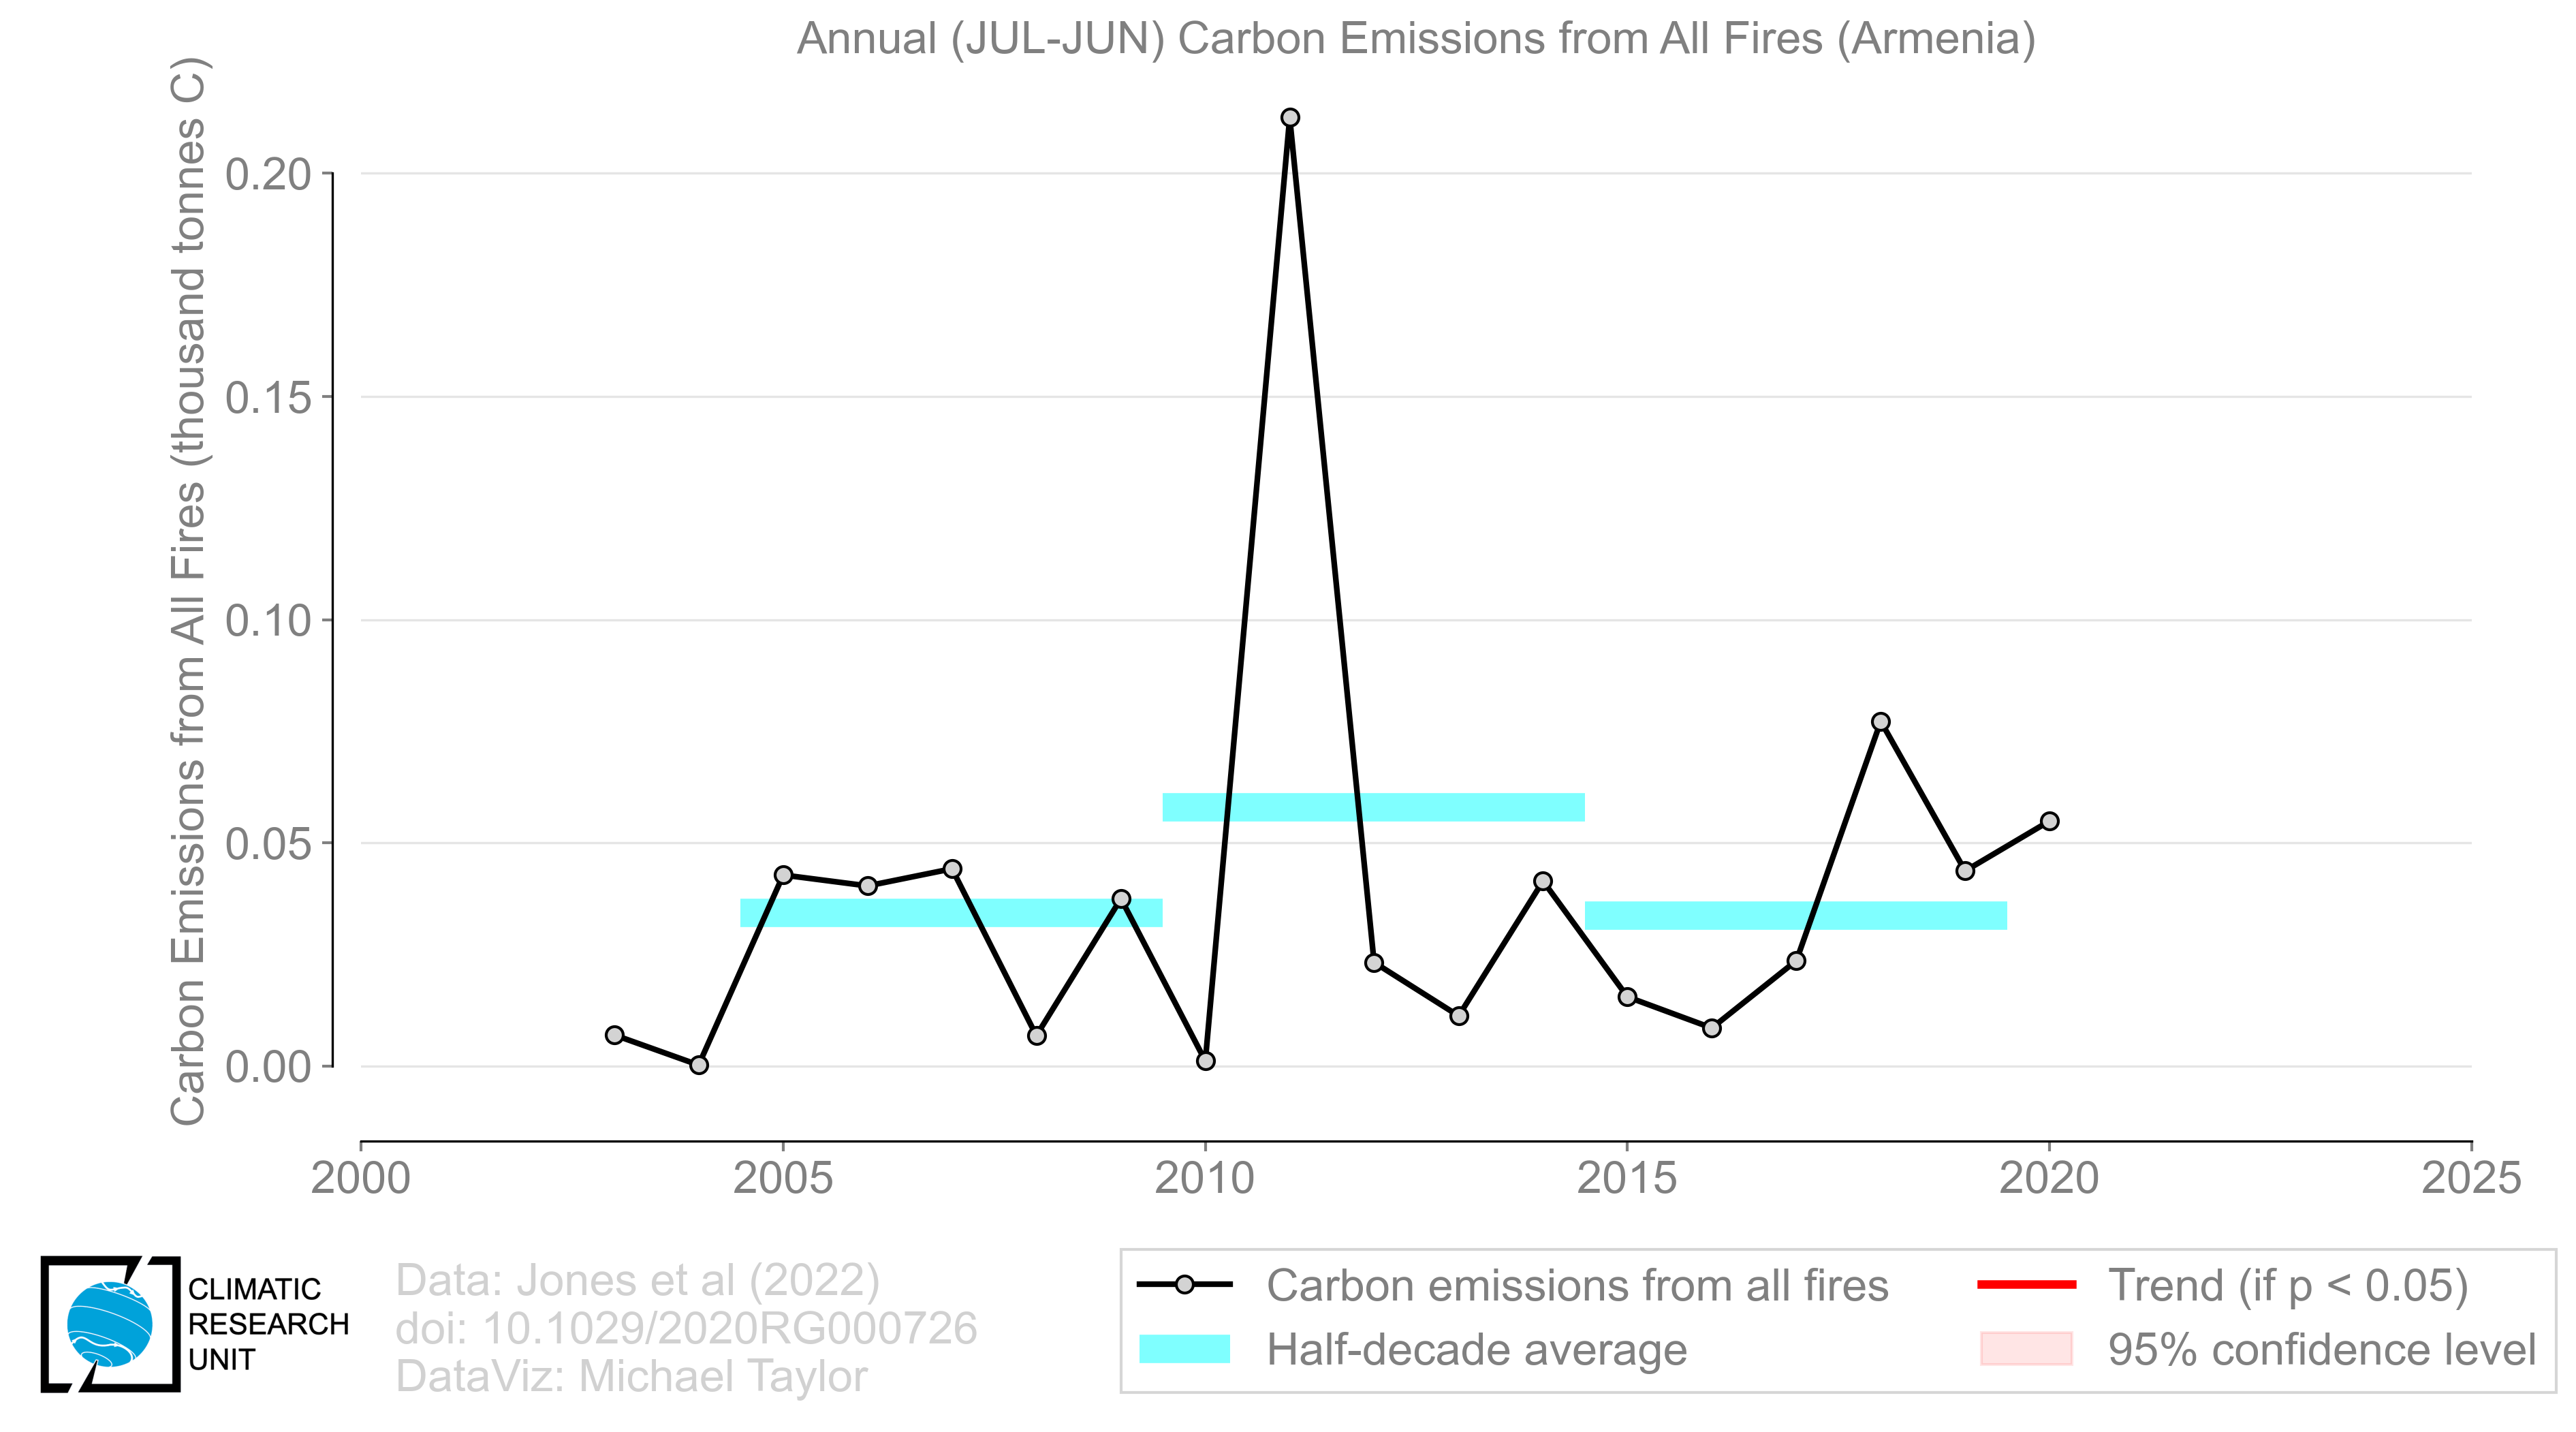 Annual (JUL-JUN) Carbon Emissions from All Fires (Armenia)
Carbon Emissions from All Fires (thousand tonnes C)
0.20
0.15
0.10
0.05
0.00
2000
2005
2010
2015
2020
2025
CLIMATIC
RESEARCH
UNIT
Data: Jones et al (2022)
doi: 10.1029/2020RG000726
DataViz: Michael Taylor
Carbon emissions from all fires
Half-decade average
Trend (if p < 0.05)
95% confidence level